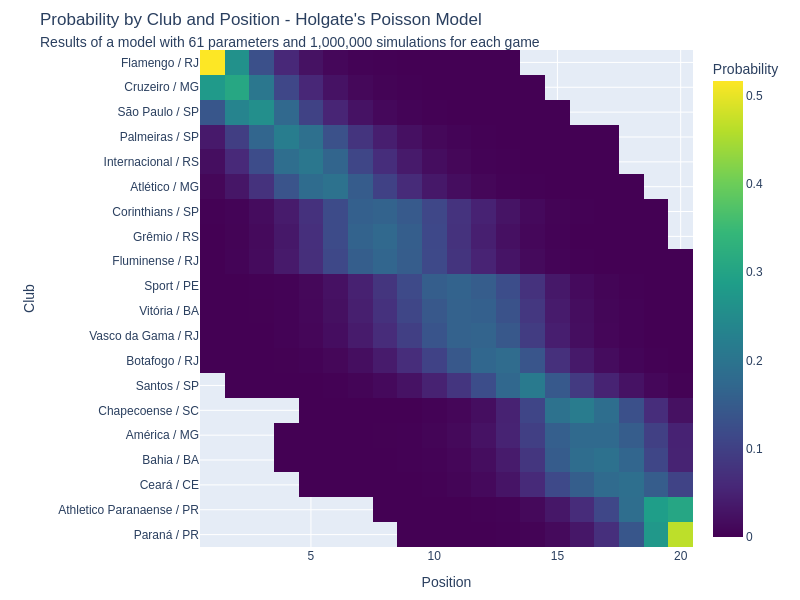 Probability by Club and Position - Holgate's Poisson Model
Results of a model with 61 parameters and 1,000,000 simulations for each game
Probability
Club
Flamengo / RJ
Cruzeiro / MG
São Paulo / SP
Palmeiras / SP
Internacional / RS
Atlético / MG
Corinthians / SP
Grêmio / RS
Fluminense / RJ
Sport / PE
Vitória / BA
Vasco da Gama / RJ
Botafogo / RJ
Santos / SP
Chapecoense / SC
América / MG
Bahia / BA
Ceará / CE
Athletico Paranaense / PR
Paraná / PR
0.5
0.4
0.3
0.2
0.1
0
5 10 15 20
Position